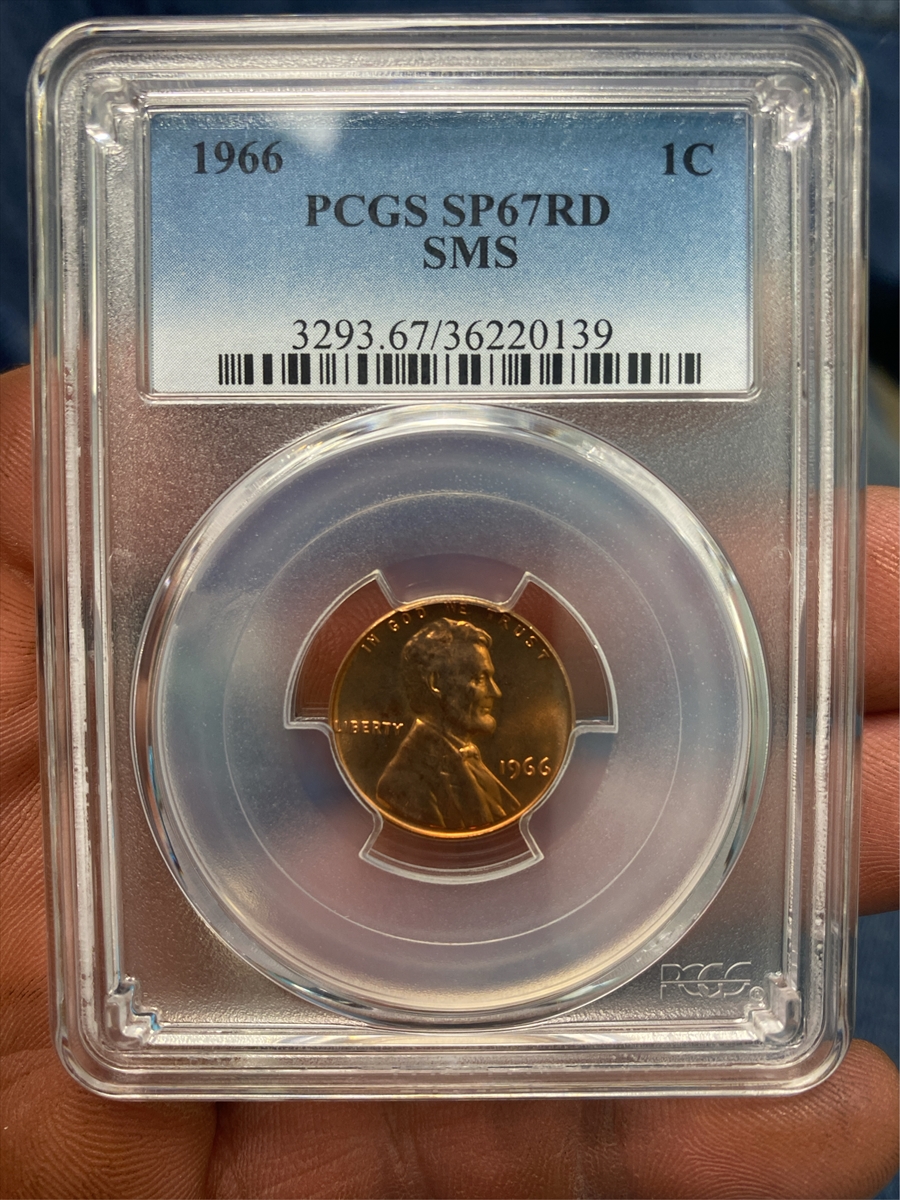 1966 1C
PCGS SP67RD
SMS
3293.67/36220139
IN GOD WE TRUST
LIBERTY
1966
PCGS